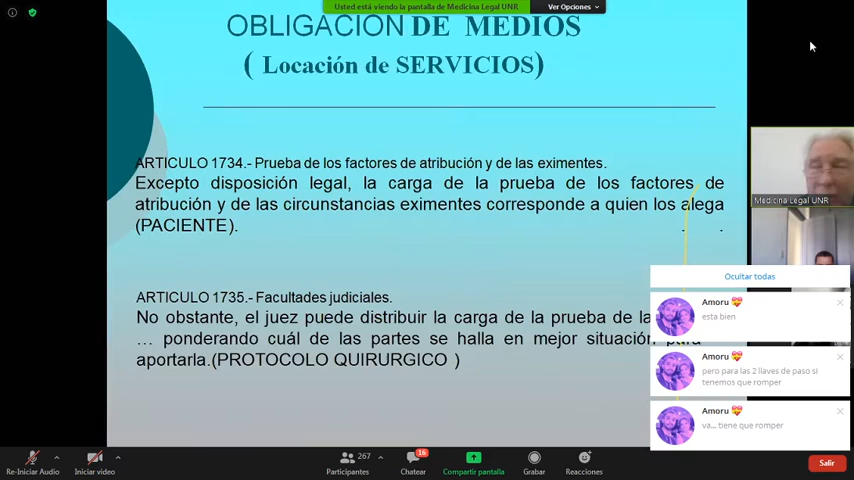 Usted está viendo la pantalla de Medicina Legal UNR
Ver Opciones
OBLIGACION DE MEDIOS
( Locación de SERVICIOS)
ARTICULO 1734.- Prueba de los factores de atribución y de las eximentes.
Excepto disposición legal, la carga de la prueba de los factores de
atribución y de las circunstancias eximentes corresponde a quien los alega
(PACIENTE). . .
ARTICULO 1735.- Facultades judiciales.
No obstante, el juez puede distribuir la carga de la prueba de la
… ponderando cuál de las partes se halla en mejor situación para
aportarla.(PROTOCOLO QUIRURGICO )
Medicina Legal UNR
Ocultar todas
Amoru 💝
esta bien
Amoru 💝
pero para las 2 llaves de paso si
tenemos que romper
Amoru 💝
va... tiene que romper
Re-Iniciar Audio
Iniciar video
267
Participantes
16
Chatear
Compartir pantalla
Grabar
Reacciones
Salir